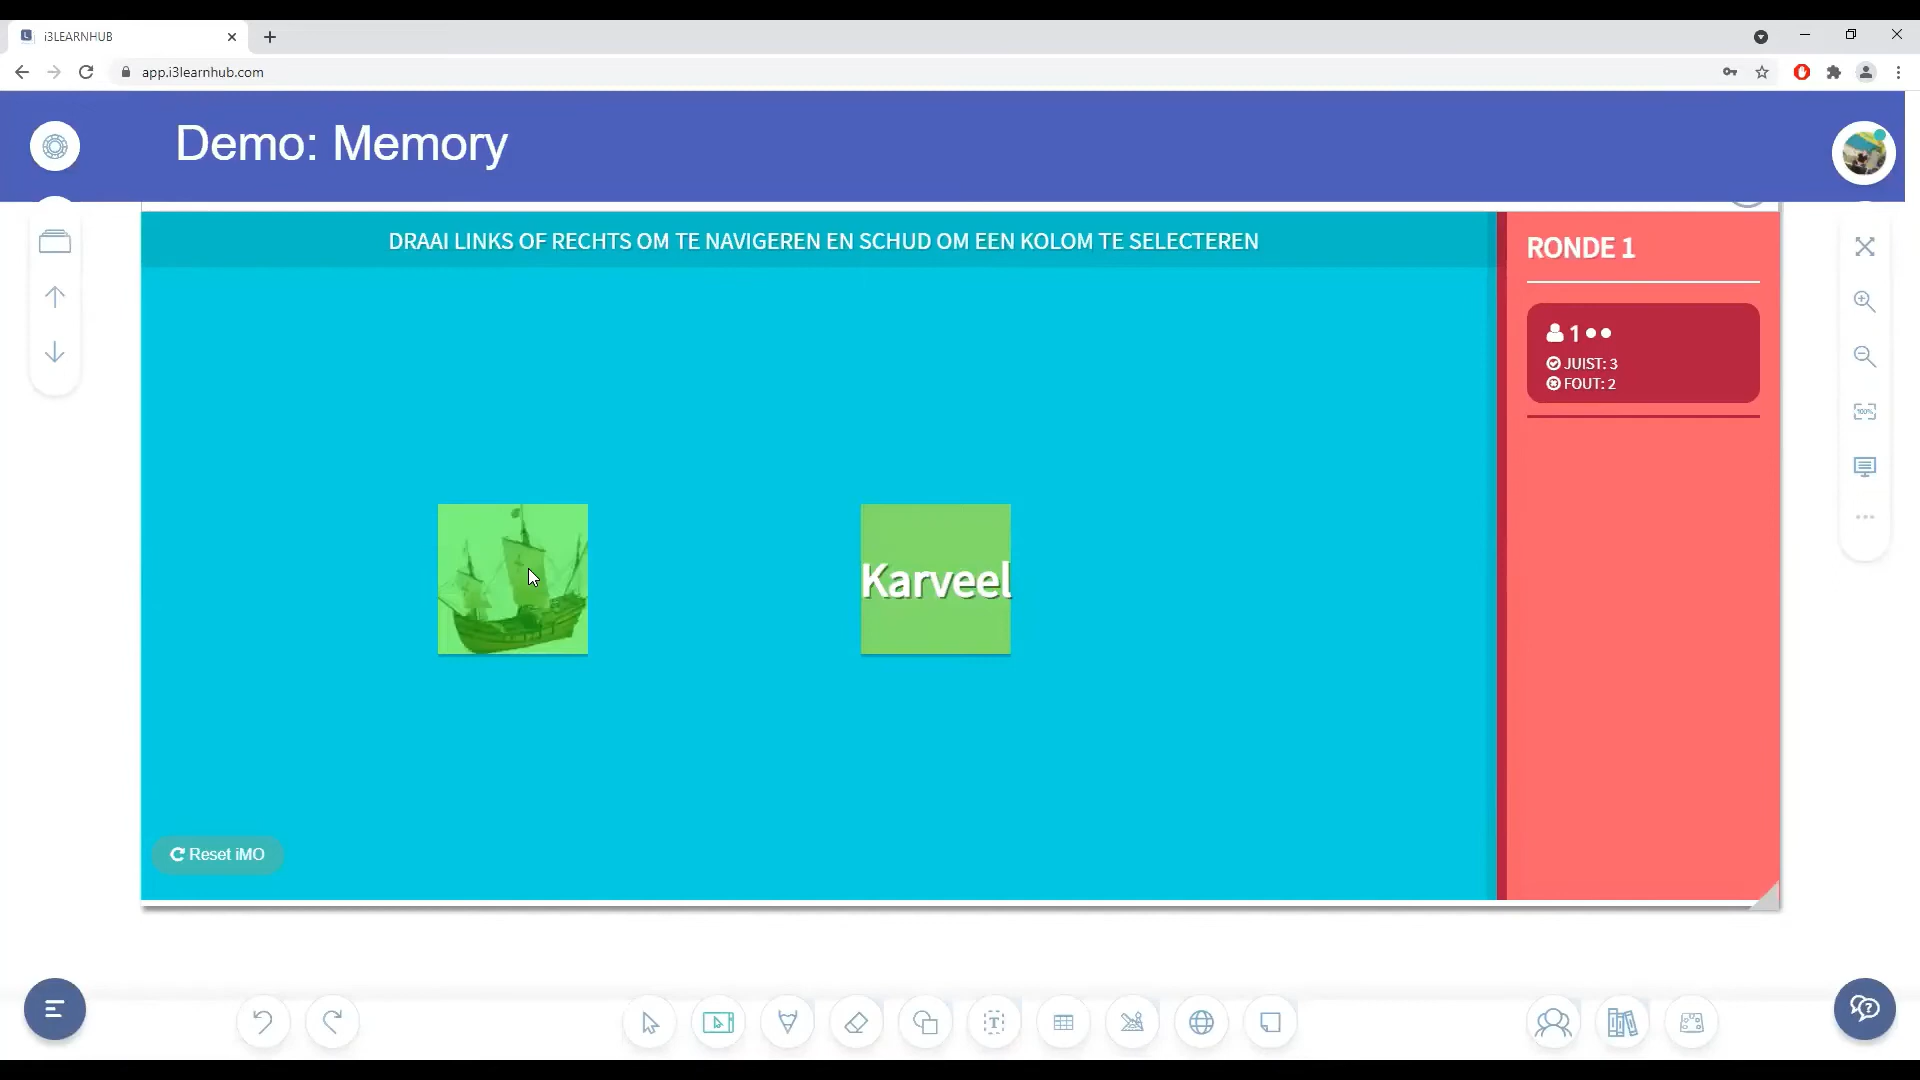 i3LEARNHUB
app.i3learnhub.com
Demo: Memory
DRAAI LINKS OF RECHTS OM TE NAVIGEREN EN SCHUD OM EEN KOLOM TE SELECTEREN
RONDE 1
1
JUIST: 3
FOUT: 2
100%
Karveel
Reset iMO
T